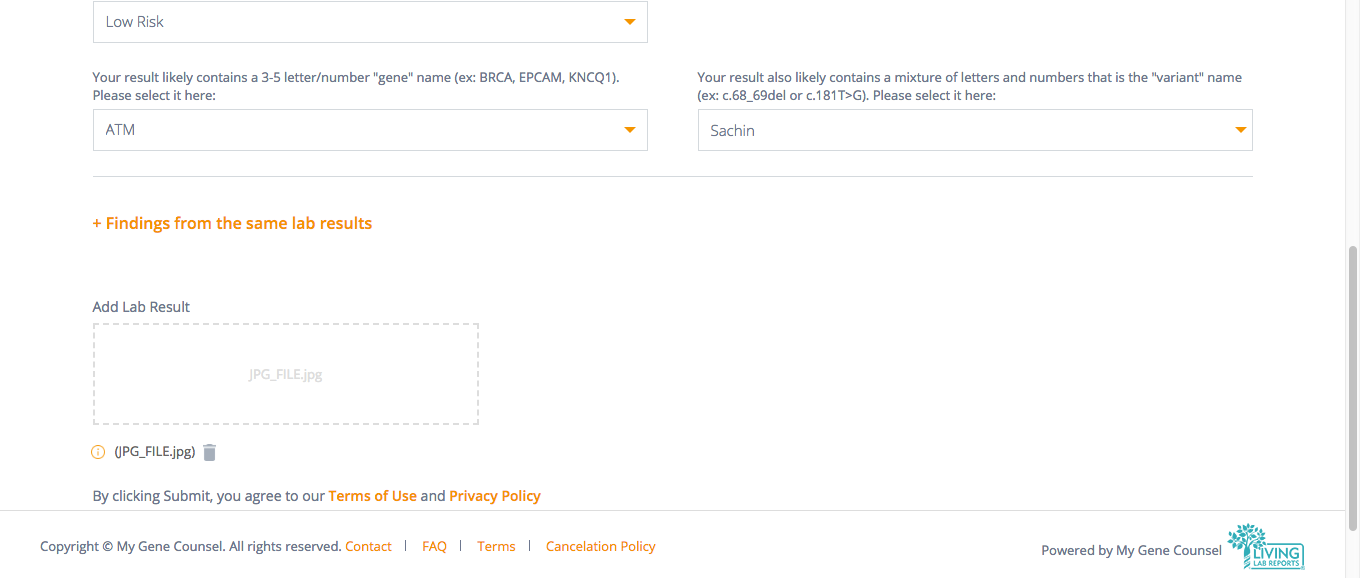 Low Risk
Your result likely contains a 3-5 letter/number "gene" name (ex: BRCA, EPCAM, KNCQ1).
Please select it here:
ATM
Your result also likely contains a mixture of letters and numbers that is the "variant" name
(ex: c.68_69del or c.181T>G). Please select it here:
Sachin
+ Findings from the same lab results
Add Lab Result
JPG_FILE.jpg
(JPG_FILE.jpg)
By clicking Submit, you agree to our Terms of Use and Privacy Policy
Copyright © My Gene Counsel. All rights reserved. Contact | FAQ | Terms | Cancelation Policy
Powered by My Gene Counsel
LIVING
LAB REPORTS